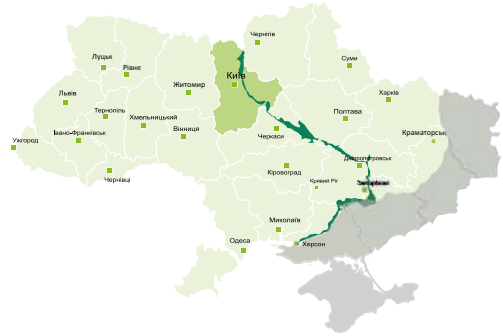 Чернігів
Луцьк
Рівне
Суми
Київ
Житомир
Харків
Львів
Тернопіль
Хмельницький
Полтава
Ужгород
Івано-Франківськ
Вінниця
Черкаси
Краматорськ
Дніпропетровськ
Чернівці
Кіровоград
Кривий Ріг
Миколаїв
Одеса
Херсон